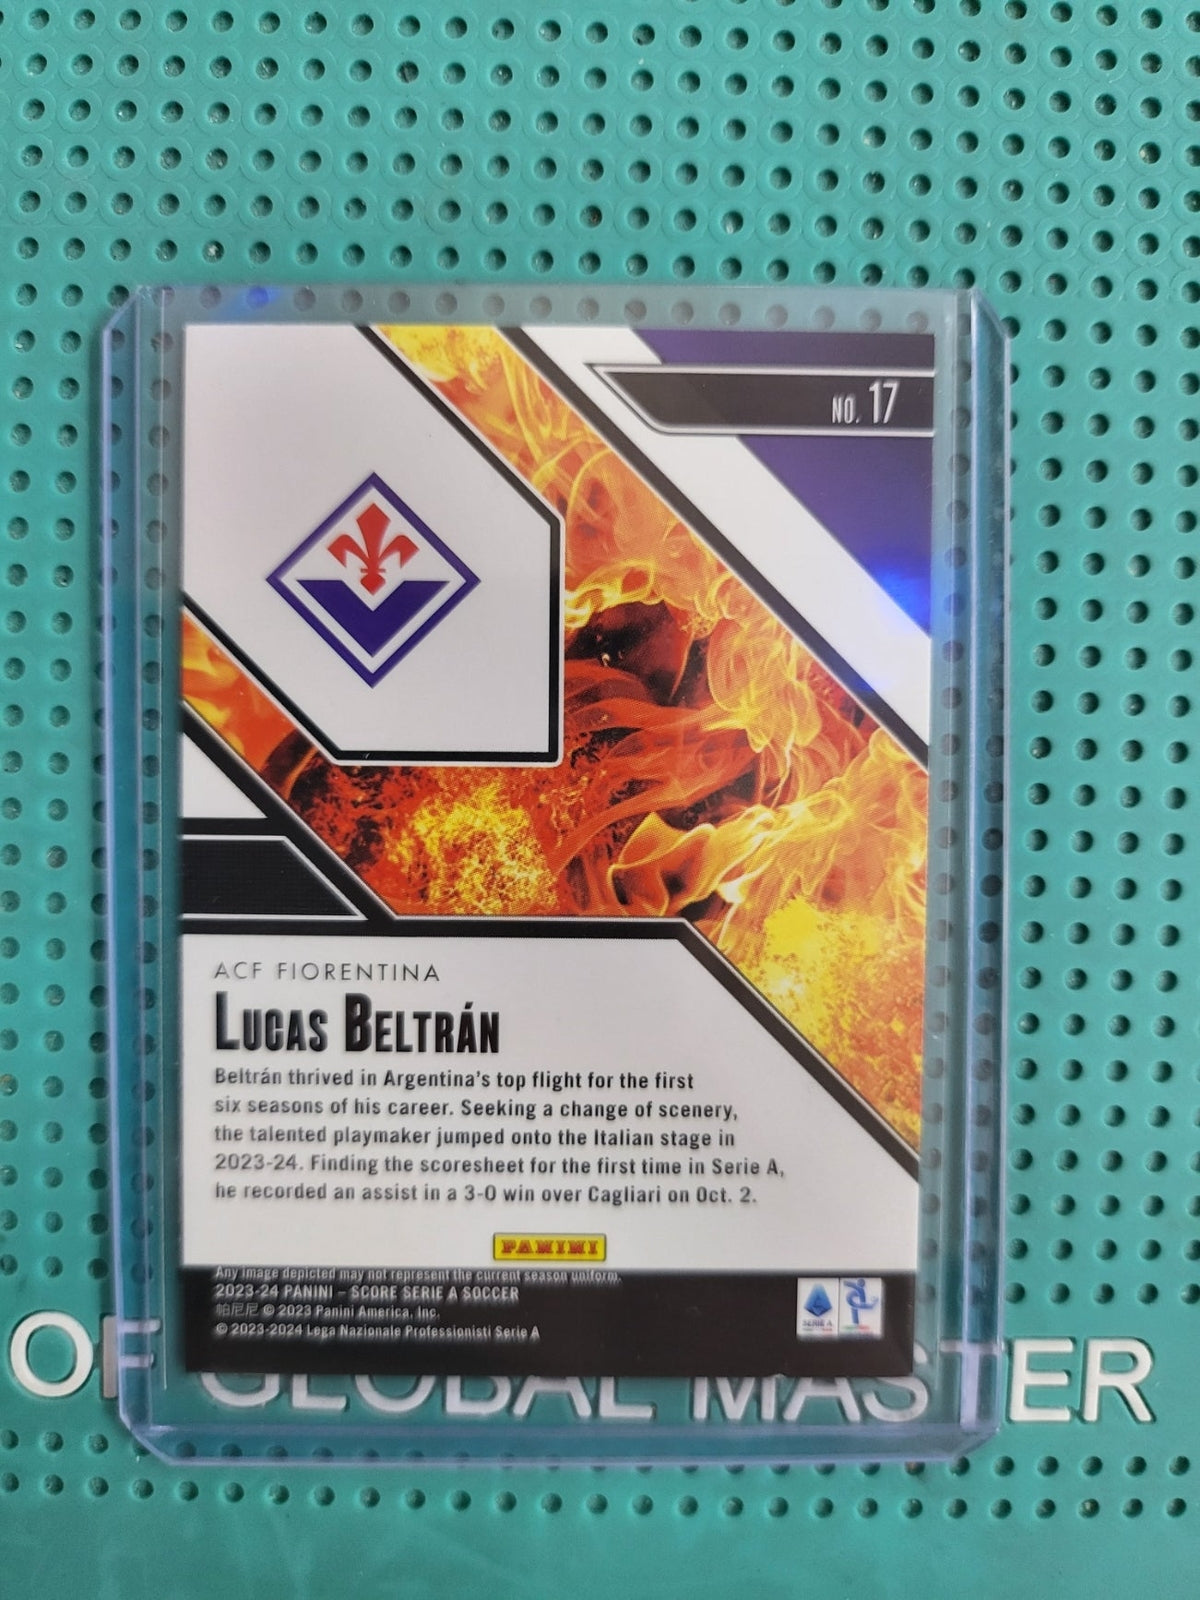 NO. 17
ACF FIORENTINA
LUCAS BELTRÁN
Beltrán thrived in Argentina's top flight for the first
six seasons of his career. Seeking a change of scenery,
the talented playmaker jumped onto the Italian stage in
2023-24. Finding the scoresheet for the first time in Serie A,
he recorded an assist in a 3-0 win over Cagliari on Oct. 2.
PANINI
Any image depicted may not represent the current season uniform.
2023-24 PANINI – SCORE SERIE A SOCCER
帕尼尼 © 2023 Panini America, Inc.
© 2023-2024 Lega Nazionale Professionisti Serie A
SERIE A
OF GLOBAL MASTER